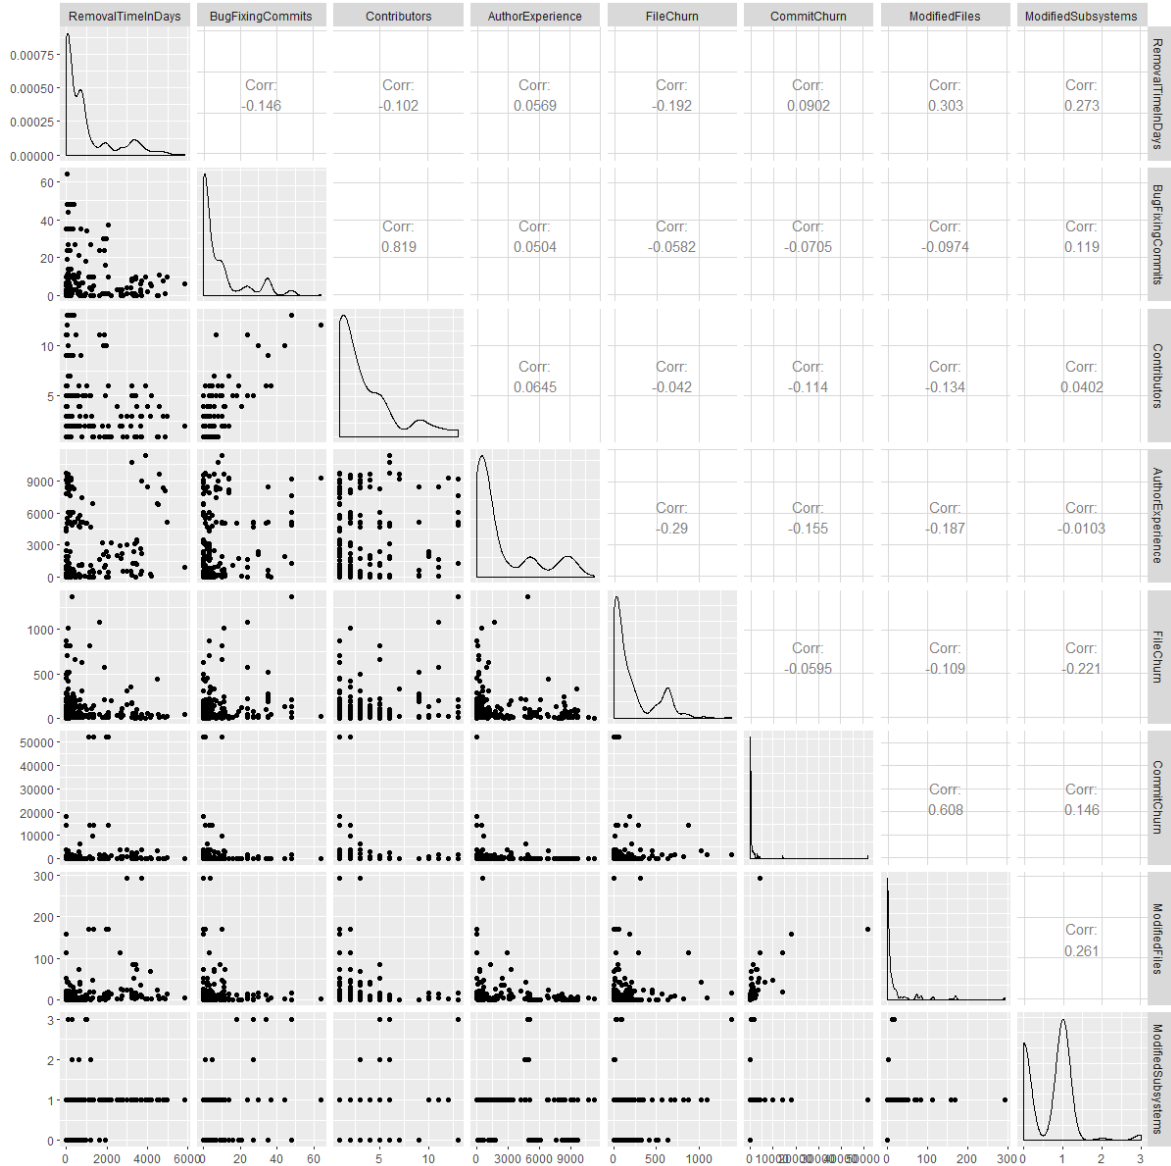 RemovalTimeInDays BugFixingCommits Contributors AuthorExperience FileChurn CommitChurn ModifiedFiles ModifiedSubsystems
0.00075
0.00050
0.00025
0.00000
Corr:
-0.146
Corr:
-0.102
Corr:
0.0569
Corr:
-0.192
Corr:
0.0902
Corr:
0.303
Corr:
0.273
RemovalTimeInDays
60
40
20
0
Corr:
0.819
Corr:
0.0504
Corr:
-0.0582
Corr:
-0.0705
Corr:
-0.0974
Corr:
0.119
BugFixingCommits
10
5
Corr:
0.0645
Corr:
-0.042
Corr:
-0.114
Corr:
-0.134
Corr:
0.0402
Contributors
9000
6000
3000
0
Corr:
-0.29
Corr:
-0.155
Corr:
-0.187
Corr:
-0.0103
AuthorExperience
1000
500
0
Corr:
-0.0595
Corr:
-0.109
Corr:
-0.221
FileChurn
50000
40000
30000
20000
10000
0
Corr:
0.608
Corr:
0.146
CommitChurn
300
200
100
0
Corr:
0.261
ModifiedFiles
3
2
1
0
ModifiedSubsystems
0 2000 4000 6000
0 20 40 60
5 10
0 3000 6000 9000
0 500 1000
0 10000 20000 30000 40000 50000
0 100 200 300
0 1 2 3